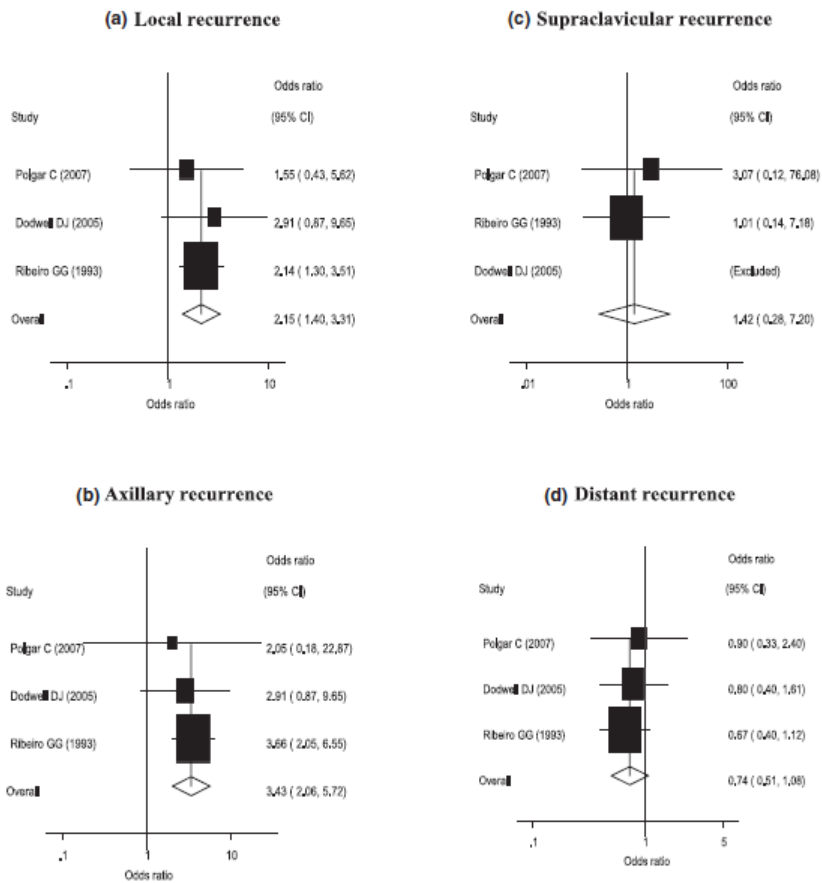 (a) Local recurrence
Odds ratio
Study (95% CI)
Polgar C (2007) 1.55 ( 0.43, 5.62)
Dodwell DJ (2005) 2.91 ( 0.87, 9.65)
Ribeiro GG (1993) 2.14 ( 1.30, 3.51)
Overall 2.15 ( 1.40, 3.31)
.1 1 10
Odds ratio
(b) Axillary recurrence
Odds ratio
Study (95% CI)
Polgar C (2007) 2.05 ( 0.18, 22.87)
Dodwell DJ (2005) 2.91 ( 0.87, 9.65)
Ribeiro GG (1993) 3.66 ( 2.05, 6.55)
Overall 3.43 ( 2.06, 5.72)
.1 1 10
Odds ratio
(c) Supraclavicular recurrence
Odds ratio
Study (95% CI)
Polgar C (2007) 3.07 ( 0.12, 76.08)
Ribeiro GG (1993) 1.01 ( 0.14, 7.18)
Dodwell DJ (2005) (Excluded)
Overall 1.42 ( 0.28, 7.20)
.01 1 100
Odds ratio
(d) Distant recurrence
Odds ratio
Study (95% CI)
Polgar C (2007) 0.90 ( 0.33, 2.40)
Dodwell DJ (2005) 0.80 ( 0.40, 1.61)
Ribeiro GG (1993) 0.67 ( 0.40, 1.12)
Overall 0.74 ( 0.51, 1.08)
.1 1 5
Odds ratio